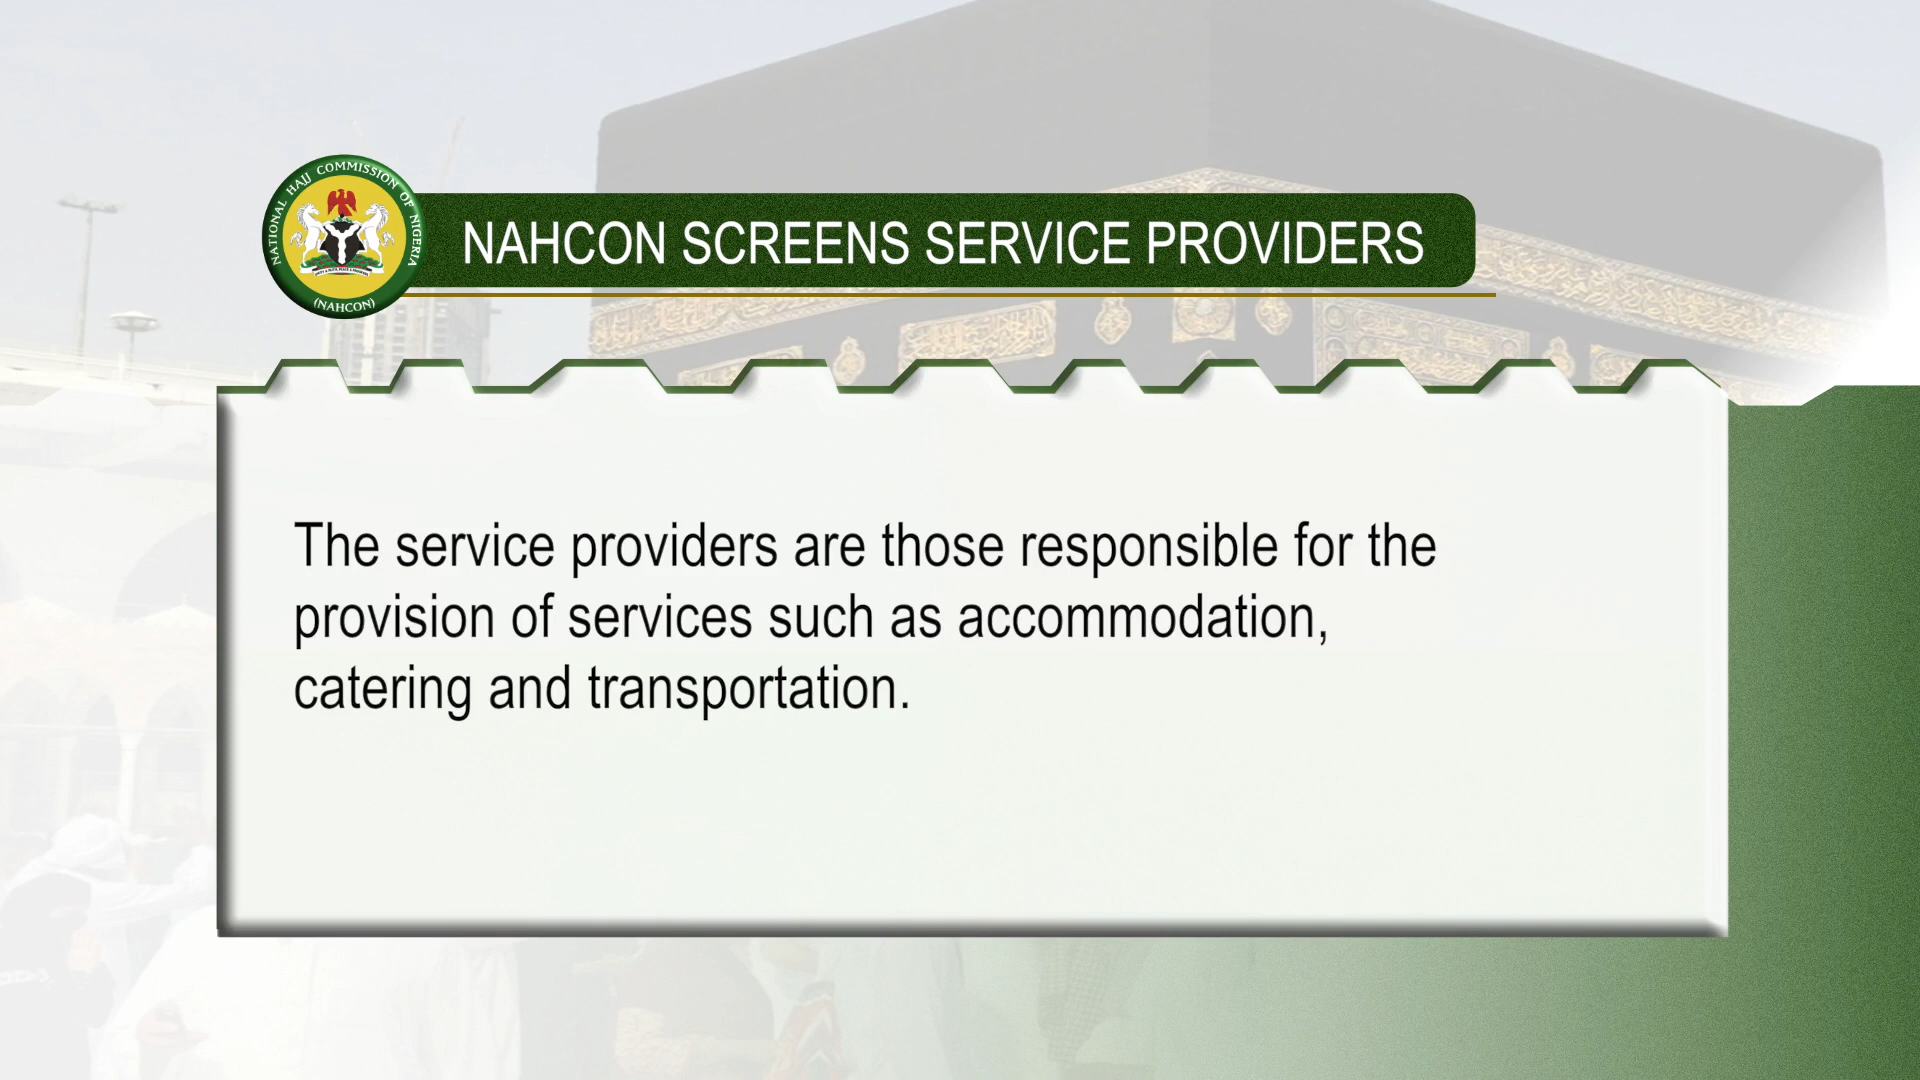 NATIONAL HAJJ COMMISSION OF NIGERIA
(NAHCON)
NAHCON SCREENS SERVICE PROVIDERS
The service providers are those responsible for the
provision of services such as accommodation,
catering and transportation.